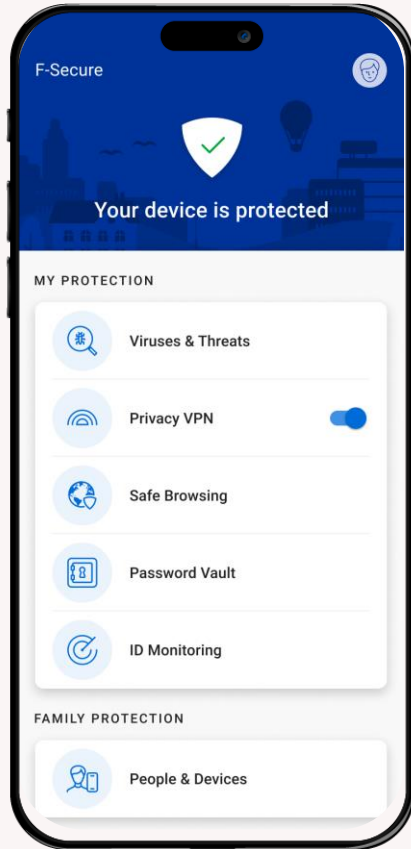 F-Secure
Your device is protected
MY PROTECTION
Viruses & Threats
Privacy VPN
Safe Browsing
Password Vault
ID Monitoring
FAMILY PROTECTION
People & Devices